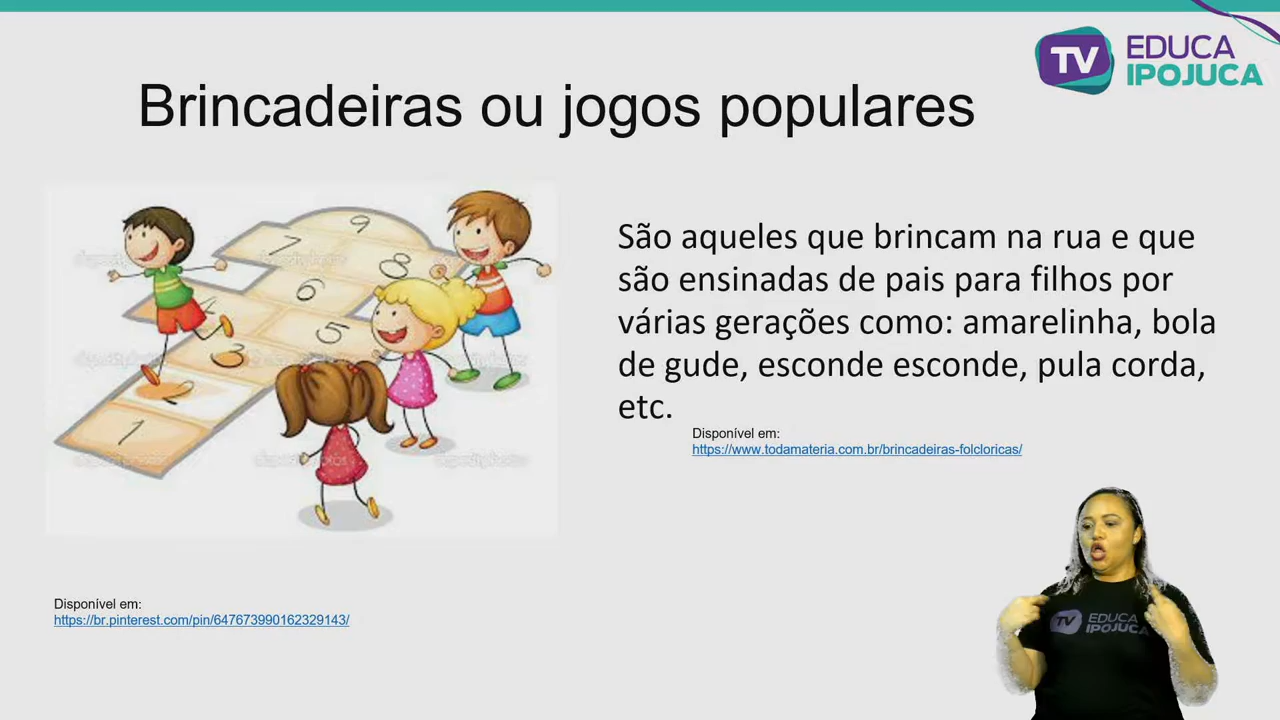 TV EDUCA
IPOJUCA
Brincadeiras ou jogos populares
São aqueles que brincam na rua e que
são ensinadas de pais para filhos por
várias gerações como: amarelinha, bola
de gude, esconde esconde, pula corda,
etc.
Disponível em:
https://www.todamateria.com.br/brincadeiras-folcloricas/
9
7
8
6
4
5
3
2
1
Disponível em:
https://br.pinterest.com/pin/647673990162329143/
TV EDUCA
IPOJUCA